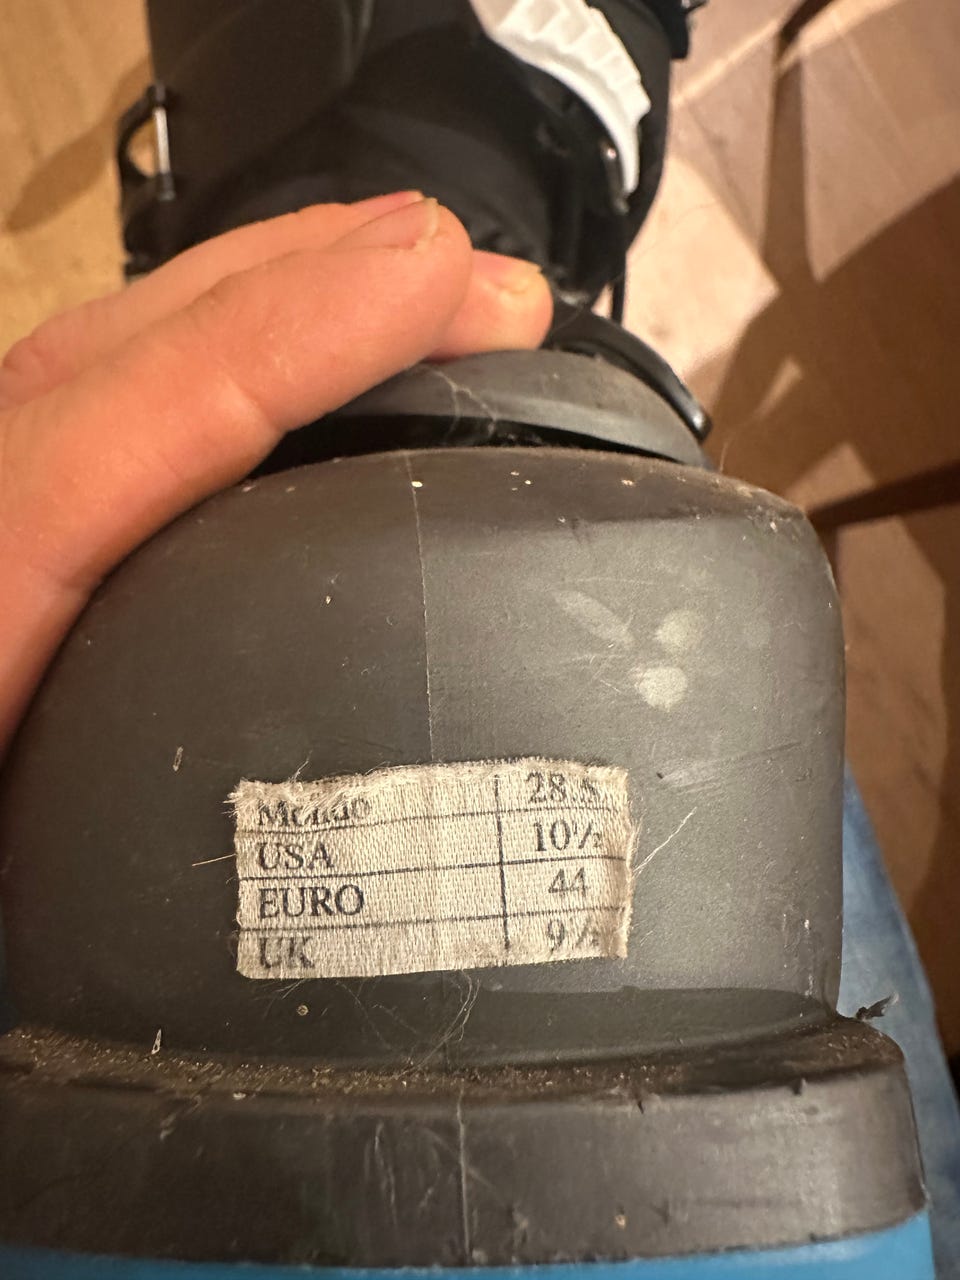 Mondo 28.5
USA 10½
EURO 44
UK 9½